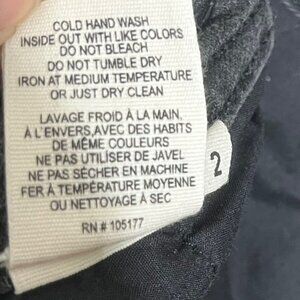 COLD HAND WASH
INSIDE OUT WITH LIKE COLORS
DO NOT BLEACH
DO NOT TUMBLE DRY
IRON AT MEDIUM TEMPERATURE
OR JUST DRY CLEAN
LAVAGE FROID À LA MAIN,
À L'ENVERS,AVEC DES HABITS
DE MÊME COULEURS
NE PAS UTILISER DE JAVEL
NE PAS SÉCHER EN MACHINE
FER À TEMPÉRATURE MOYENNE
OU NETTOYAGE À SEC
RN # 105177
2